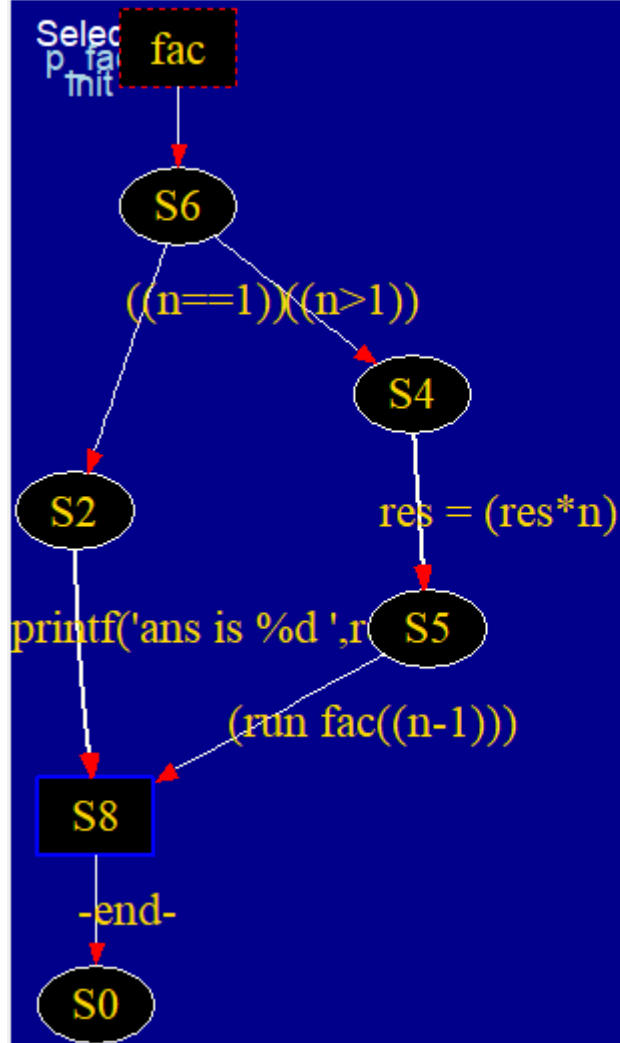 fac
S6
((n==1))((n>1))
S4
S2
res = (res*n)
printf('ans is %d ',r
S5
(run fac((n-1)))
S8
-end-
S0